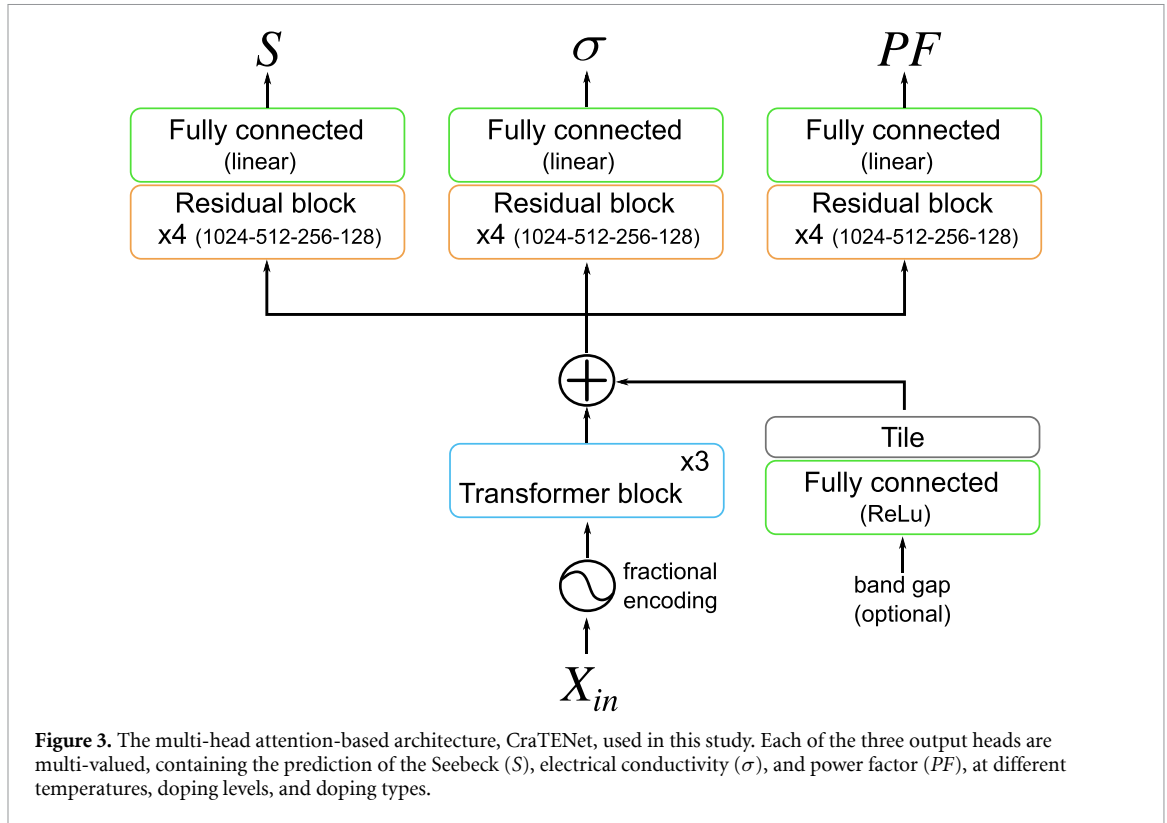 S
σ
PF
Fully connected
(linear)
Fully connected
(linear)
Fully connected
(linear)
Residual block
x4 (1024-512-256-128)
Residual block
x4 (1024-512-256-128)
Residual block
x4 (1024-512-256-128)
Tile
x3
Transformer block
Fully connected
(ReLu)
fractional
encoding
band gap
(optional)
X_in
Figure 3. The multi-head attention-based architecture, CraTENet, used in this study. Each of the three output heads are
multi-valued, containing the prediction of the Seebeck (S), electrical conductivity (σ), and power factor (PF), at different
temperatures, doping levels, and doping types.